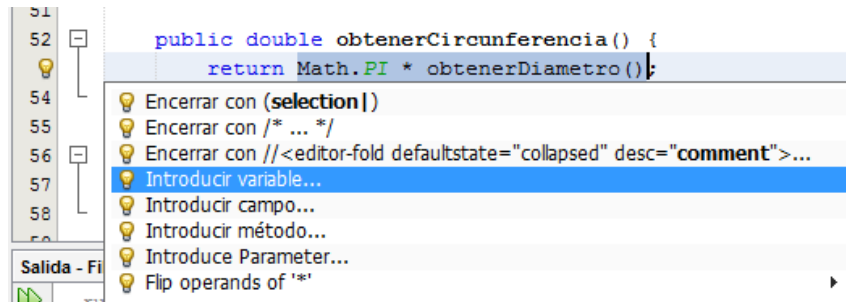 51
52 public double obtenerCircunferencia() {
return Math.PI * obtenerDiametro();
54 Encerrar con (selection|)
55 Encerrar con /* ... */
56 Encerrar con //<editor-fold defaultstate="collapsed" desc="comment">...
57 Introducir variable...
58 Introducir campo...
Introducir método...
Introduce Parameter...
Salida - Fi
Flip operands of '*'